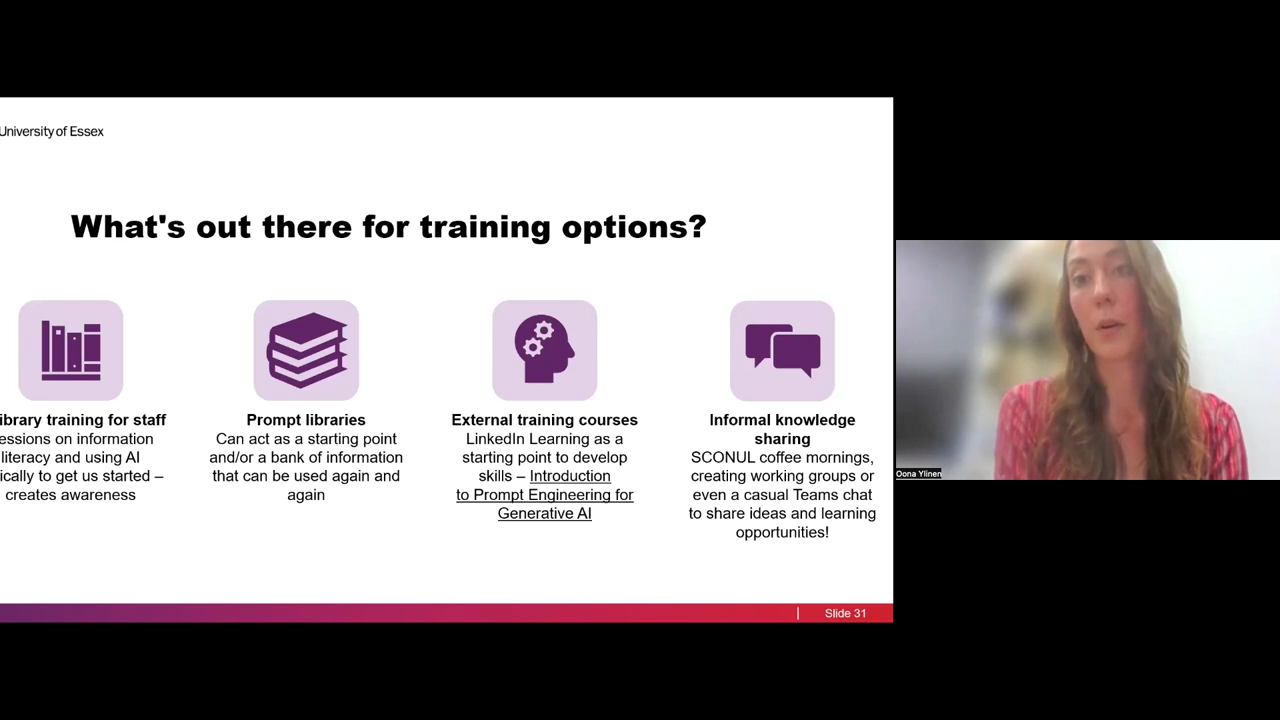 University of Essex
What's out there for training options?
ibrary training for staff
essions on information
literacy and using AI
ically to get us started –
creates awareness
Prompt libraries
Can act as a starting point
and/or a bank of information
that can be used again and
again
External training courses
LinkedIn Learning as a
starting point to develop
skills – Introduction
to Prompt Engineering for
Generative AI
Informal knowledge
sharing
SCONUL coffee mornings,
creating working groups or
even a casual Teams chat
to share ideas and learning
opportunities!
Oona Ylinen
Slide 31